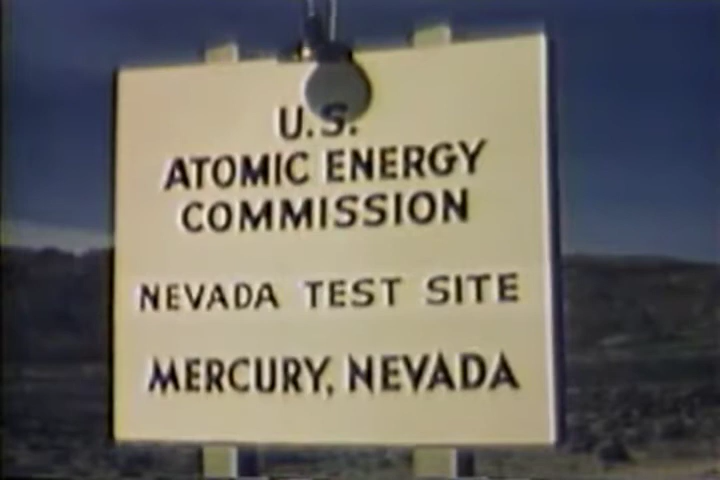 U.S.
ATOMIC ENERGY
COMMISSION
NEVADA TEST SITE
MERCURY, NEVADA